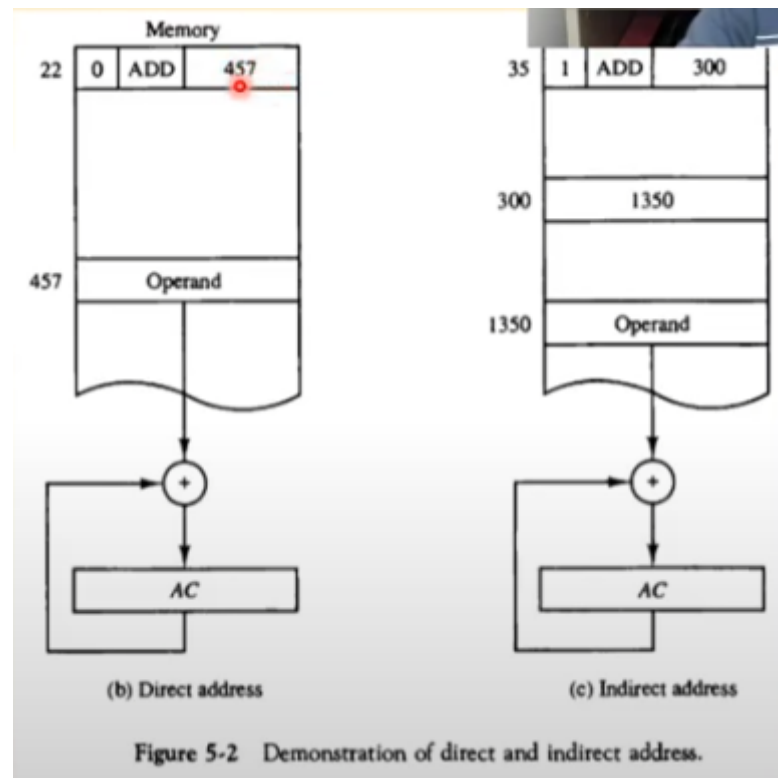 Memory
22 0 ADD 457
457 Operand
+
AC
(b) Direct address
35 1 ADD 300
300 1350
1350 Operand
+
AC
(c) Indirect address
Figure 5-2 Demonstration of direct and indirect address.